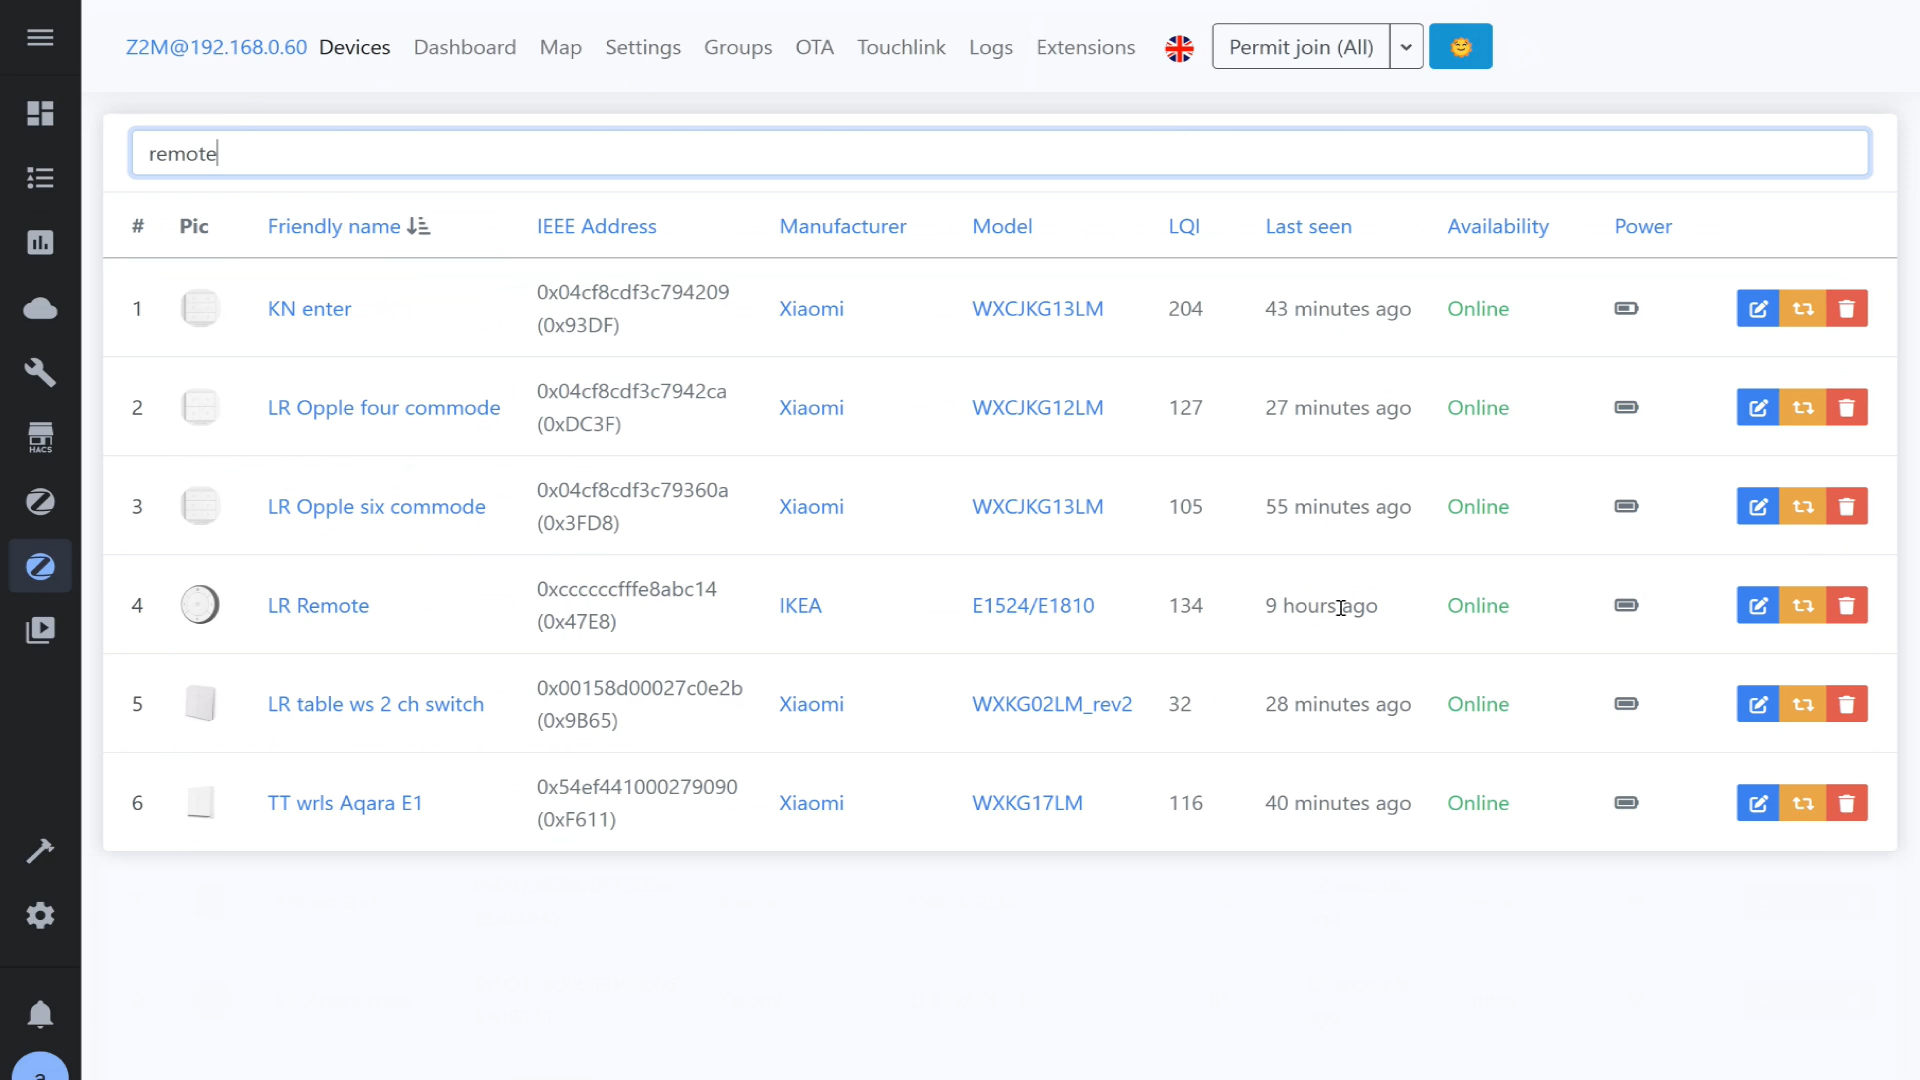 Z2M@192.168.0.60 Devices Dashboard Map Settings Groups OTA Touchlink Logs Extensions Permit join (All)
remote
# Pic Friendly name IEEE Address Manufacturer Model LQI Last seen Availability Power
1 KN enter 0x04cf8cdf3c794209 (0x93DF) Xiaomi WXCJKG13LM 204 43 minutes ago Online
2 LR Opple four commode 0x04cf8cdf3c7942ca (0xDC3F) Xiaomi WXCJKG12LM 127 27 minutes ago Online
3 LR Opple six commode 0x04cf8cdf3c79360a (0x3FD8) Xiaomi WXCJKG13LM 105 55 minutes ago Online
4 LR Remote 0xccccccfffe8abc14 (0x47E8) IKEA E1524/E1810 134 9 hours ago Online
5 LR table ws 2 ch switch 0x00158d00027c0e2b (0x9B65) Xiaomi WXKG02LM_rev2 32 28 minutes ago Online
6 TT wrls Aqara E1 0x54ef441000279090 (0xF611) Xiaomi WXKG17LM 116 40 minutes ago Online
HACS
a